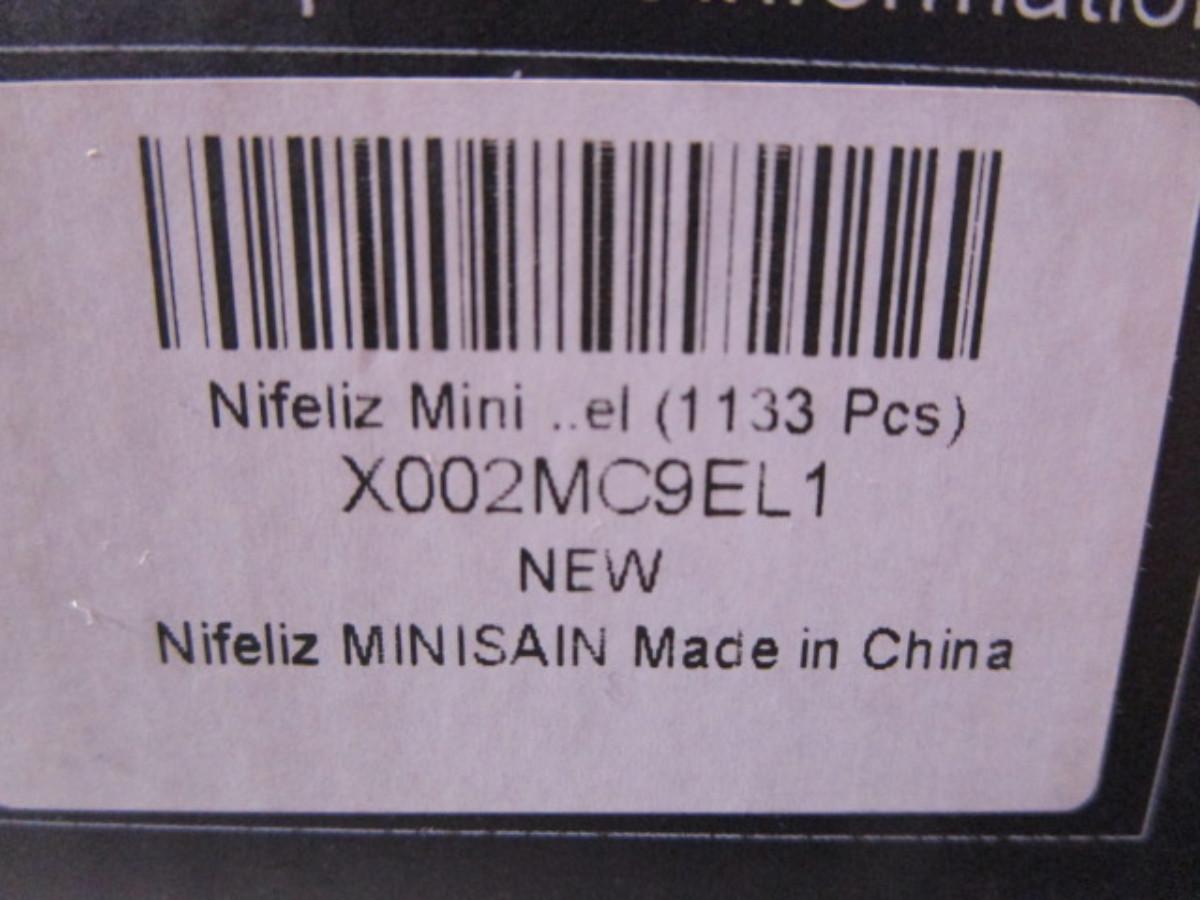 Nifeliz Mini ..el (1133 Pcs)
X002MC9EL1
NEW
Nifeliz MINISAIN Made in China